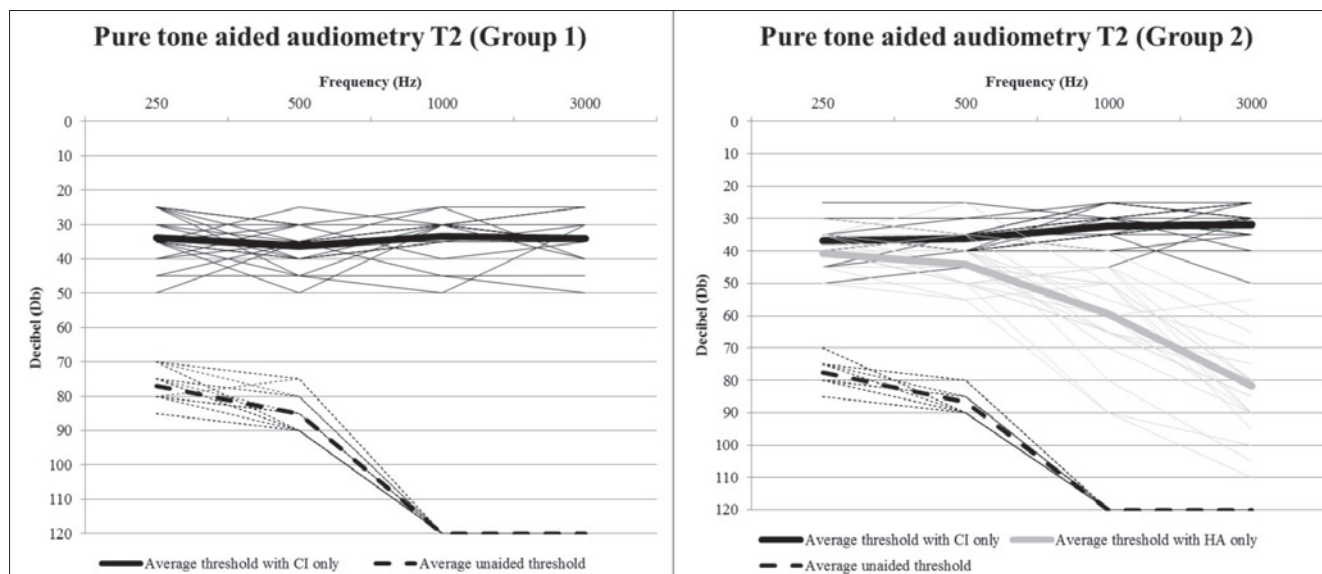 Pure tone aided audiometry T2 (Group 1)
Frequency (Hz)
250 500 1000 3000
0
10
20
30
40
50
60
70
80
90
100
110
120
Decibel (Db)
Average threshold with CI only Average unaided threshold
Pure tone aided audiometry T2 (Group 2)
Frequency (Hz)
250 500 1000 3000
0
10
20
30
40
50
60
70
80
90
100
110
120
Decibel (Db)
Average threshold with CI only Average threshold with HA only
Average unaided threshold